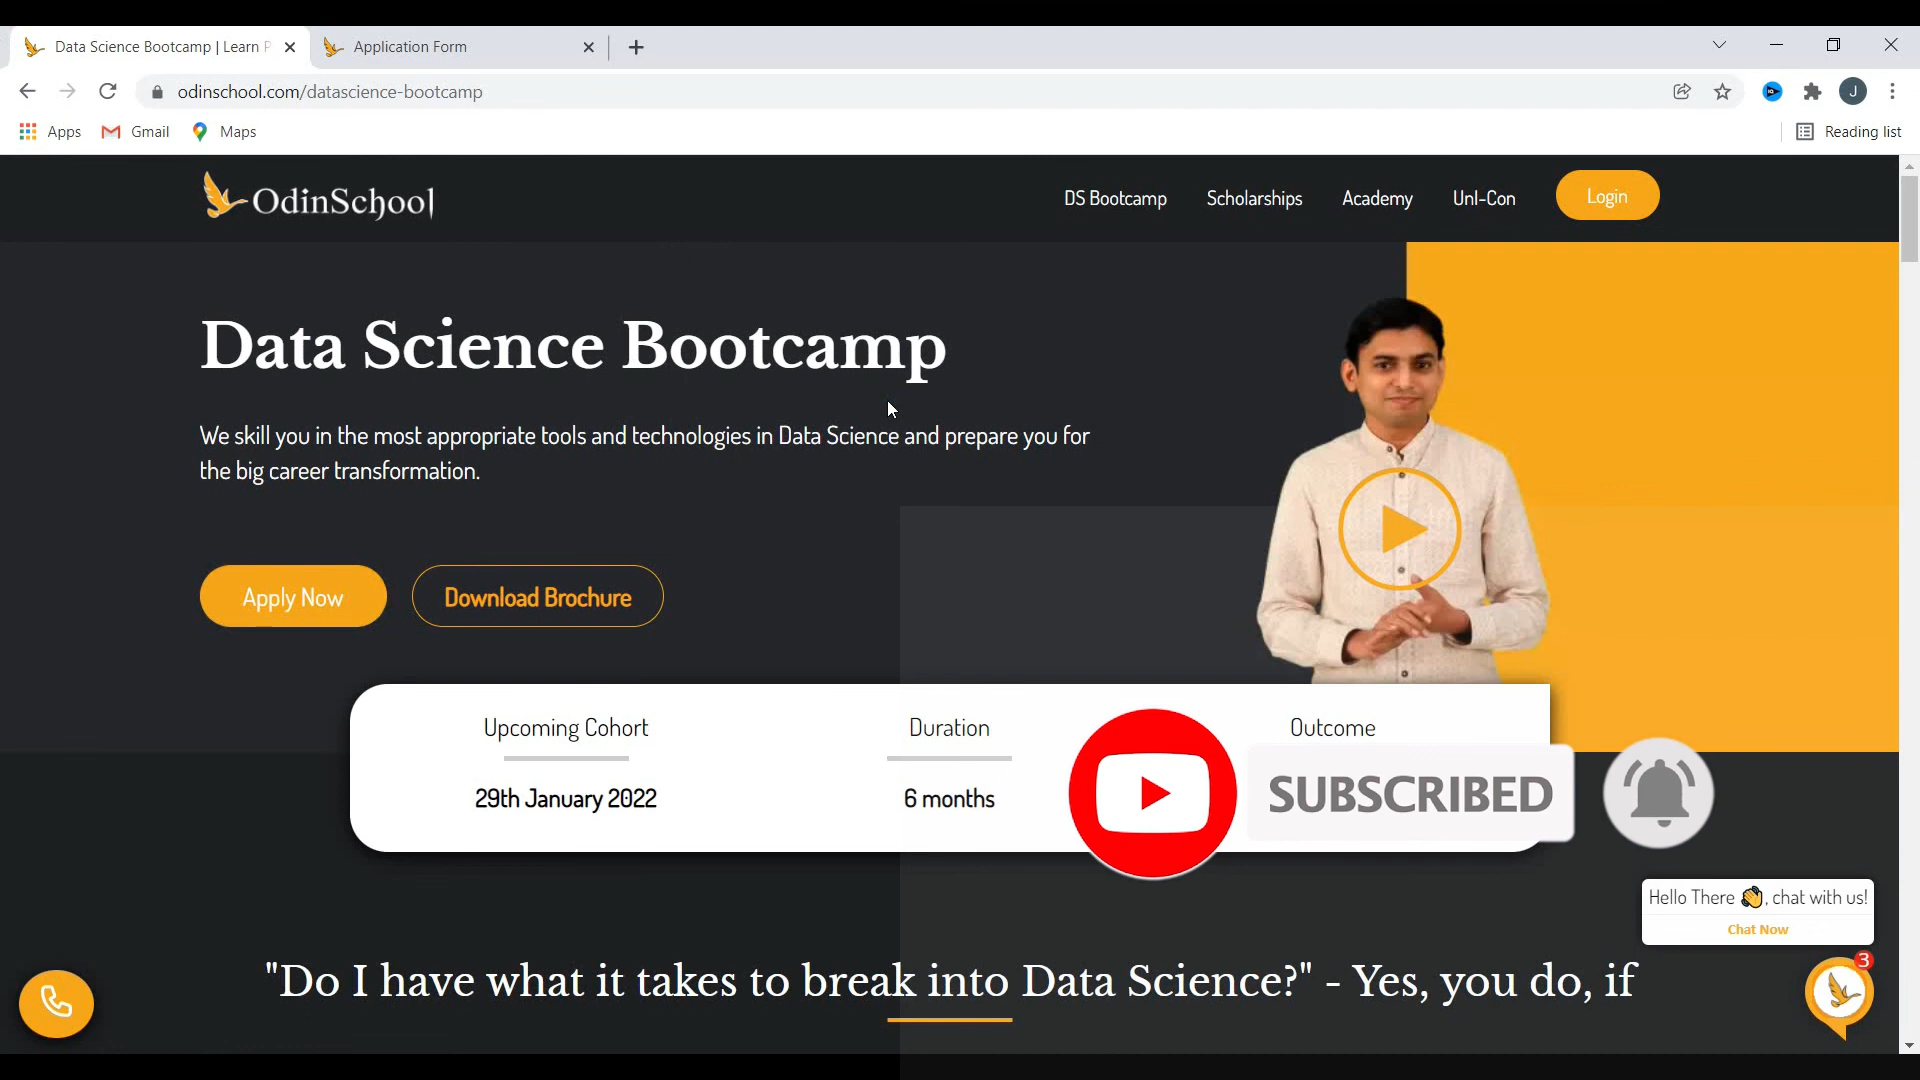 Data Science Bootcamp | Learn P
Application Form
odinschool.com/datascience-bootcamp
J
Apps
Gmail
Maps
Reading list
OdinSchool
DS Bootcamp
Scholarships
Academy
UnI-Con
Login
Data Science Bootcamp
We skill you in the most appropriate tools and technologies in Data Science and prepare you for
the big career transformation.
Apply Now
Download Brochure
Upcoming Cohort
Duration
Outcome
29th January 2022
6 months
SUBSCRIBED
Hello There 👋, chat with us!
Chat Now
3
"Do I have what it takes to break into Data Science?" - Yes, you do, if